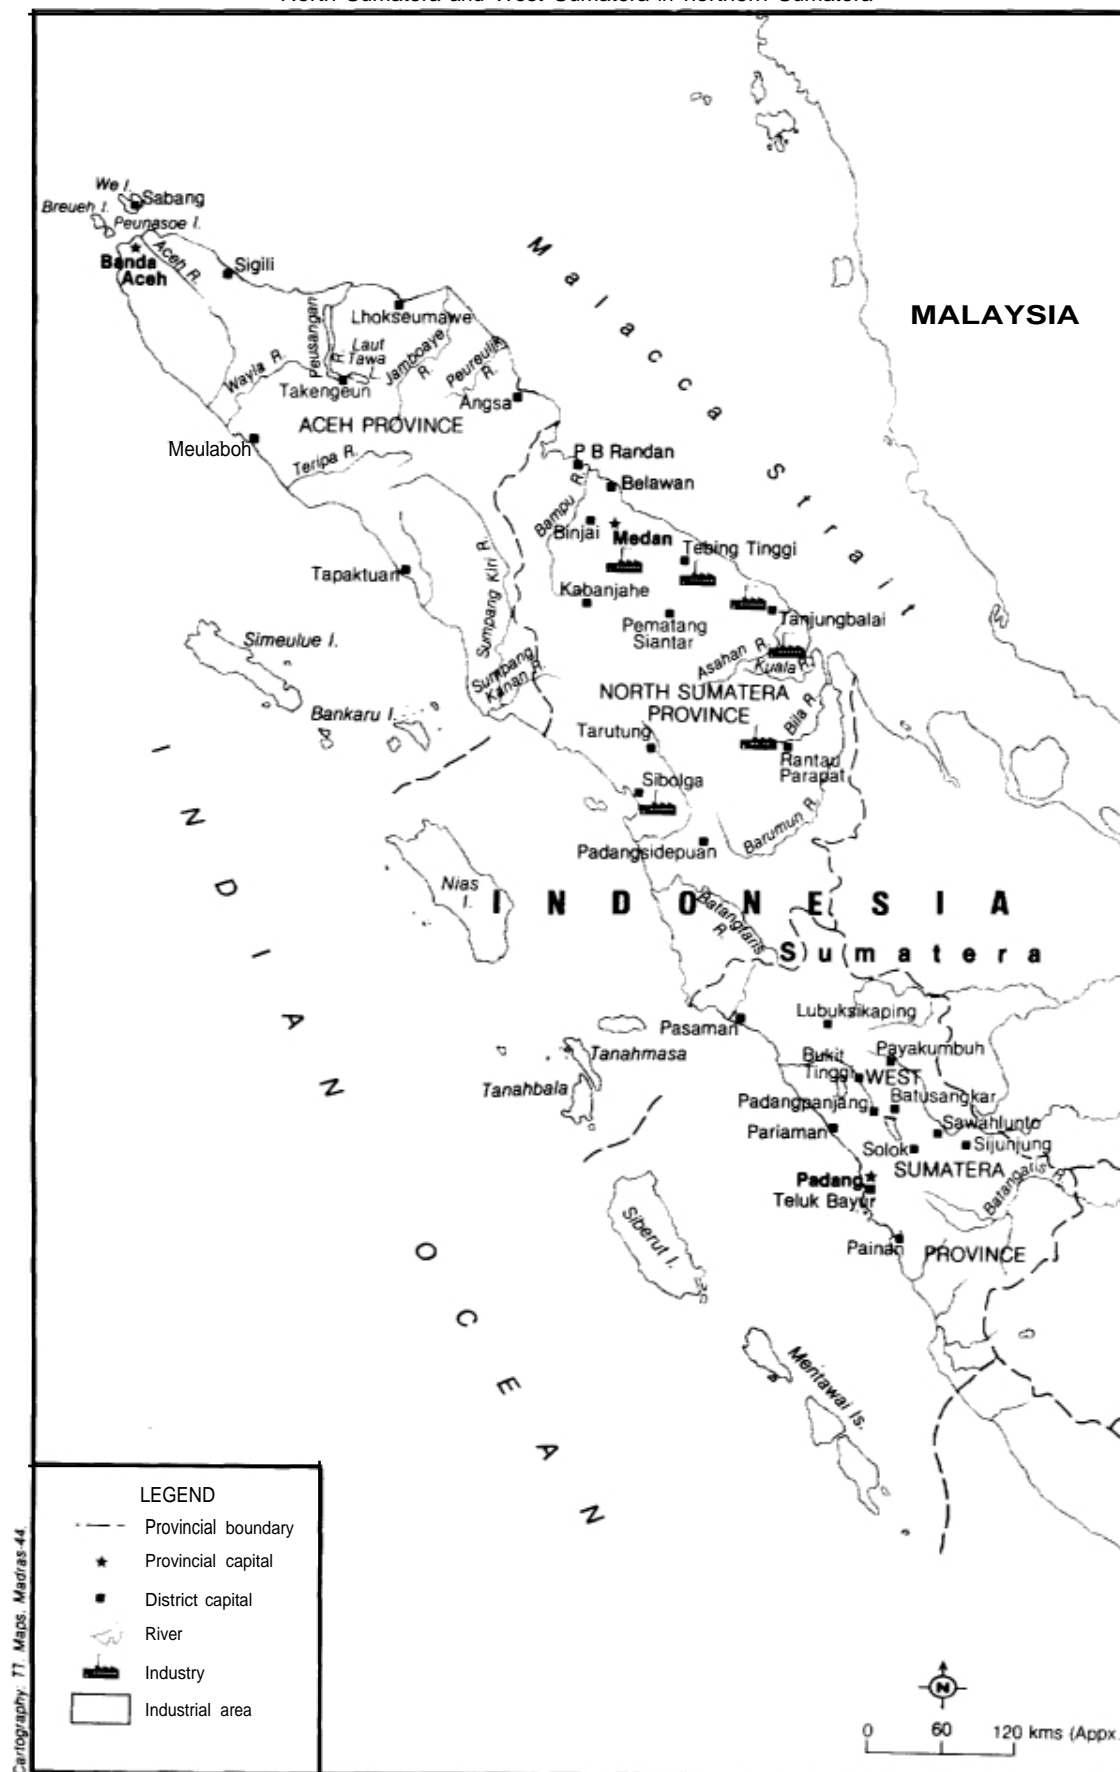 North Sumatera and West Sumatera in northern Sumatera
MALAYSIA
Malacca Strait
We I.
Sabang
Breueh I.
Peunasoe I.
Banda
Aceh
Aceh R.
Sigili
Peusangan
R.
Lhokseumawe
Laut
Tawa
Jamboaye
R.
Peureulik
R.
Wayla R.
Takengeun
Angsa
ACEH PROVINCE
Meulaboh
Teripa R.
P B Randan
Belawan
Bampu R.
Binjai
Medan
Tebing Tinggi
Tapaktuan
Sumpang Kiri R.
Kabanjahe
Pematang
Siantar
Tanjungbalai
Simeulue I.
Sumpang
Kanan R.
Asahan R.
Kuala R.
NORTH SUMATERA
PROVINCE
Bankaru I.
Bila R.
Tarutung
Rantau
Parapat
Sibolga
Barumun R.
Padangsidepuan
Nias
I.
INDONESIA
Batangtaris
R.
Sumatera
INDIAN OCEAN
Pasaman
Lubuksikaping
Tanahmasa
Tanahbala
Bukit
Tinggi
Payakumbuh
WEST
Padangpanjang
Batusangkar
Pariaman
Sawahlunto
Solok
Sijunjung
SUMATERA
Padang
Teluk Bayur
Batangaris R.
Siberut I.
Painan
PROVINCE
Mentawai Is.
LEGEND
Provincial boundary
Provincial capital
District capital
River
Industry
Industrial area
Cartography: 77. Maps. Madras-44.
N
0 60 120 kms (Appx.